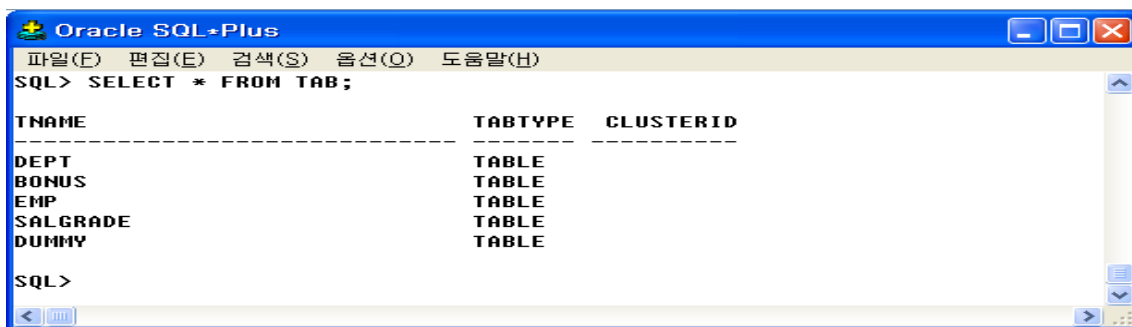 Oracle SQL*Plus
파일(F) 편집(E) 검색(S) 옵션(O) 도움말(H)
SQL> SELECT * FROM TAB;
TNAME TABTYPE CLUSTERID
------------------------------ ------- ----------
DEPT TABLE
BONUS TABLE
EMP TABLE
SALGRADE TABLE
DUMMY TABLE
SQL>